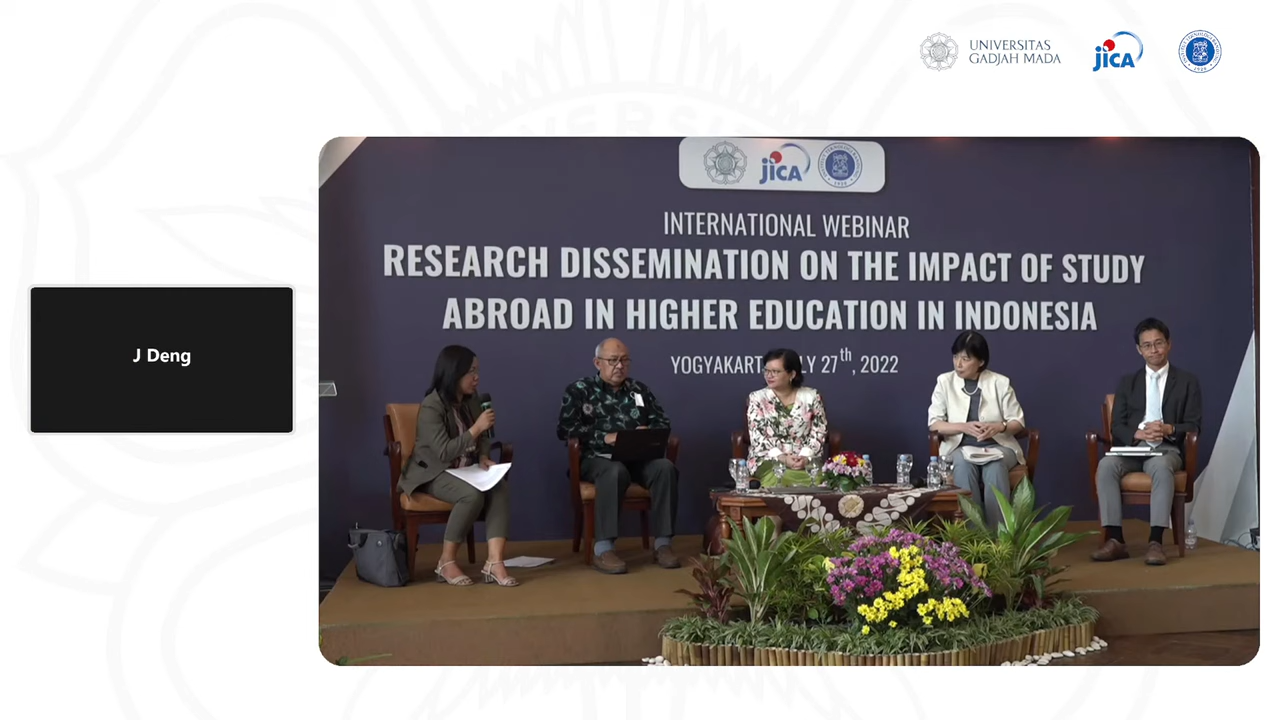 UNIVERSITAS
GADJAH MADA
JICA
JICA
INTERNATIONAL WEBINAR
RESEARCH DISSEMINATION ON THE IMPACT OF STUDY
ABROAD IN HIGHER EDUCATION IN INDONESIA
27th, 2022
J Deng